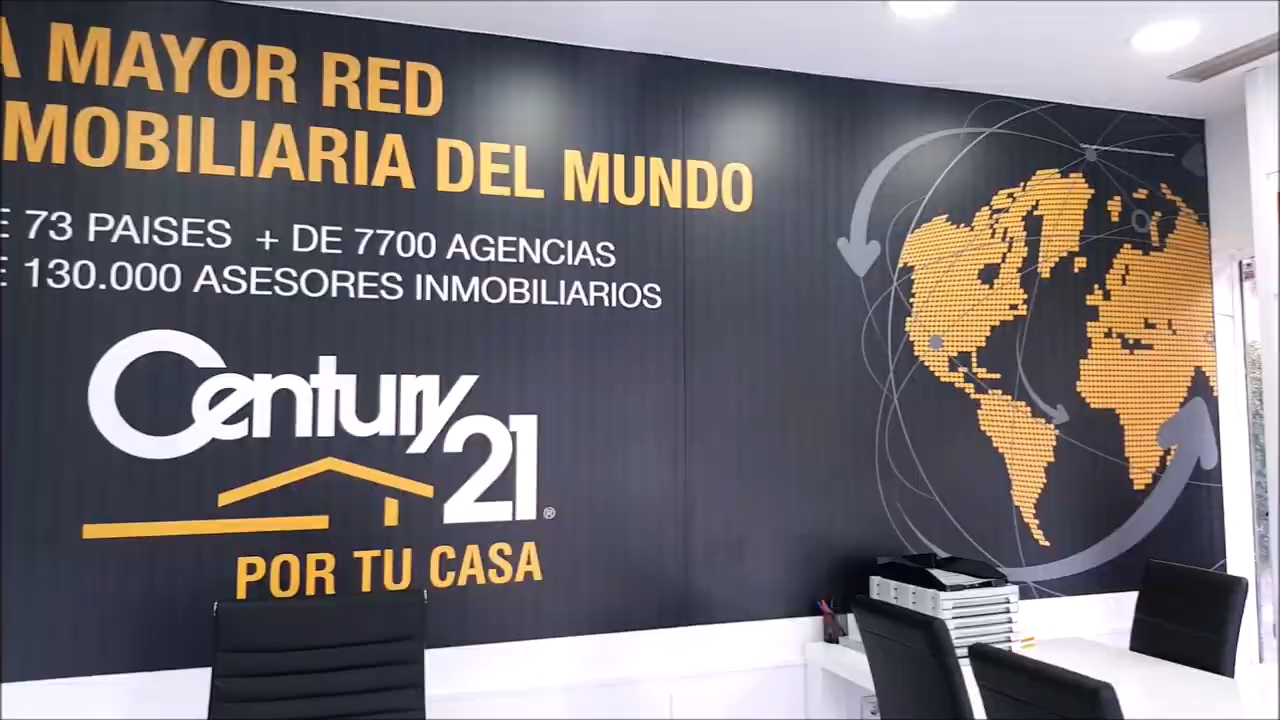 A MAYOR RED
MOBILIARIA DEL MUNDO
E 73 PAISES + DE 7700 AGENCIAS
E 130.000 ASESORES INMOBILIARIOS
Century 21®
POR TU CASA